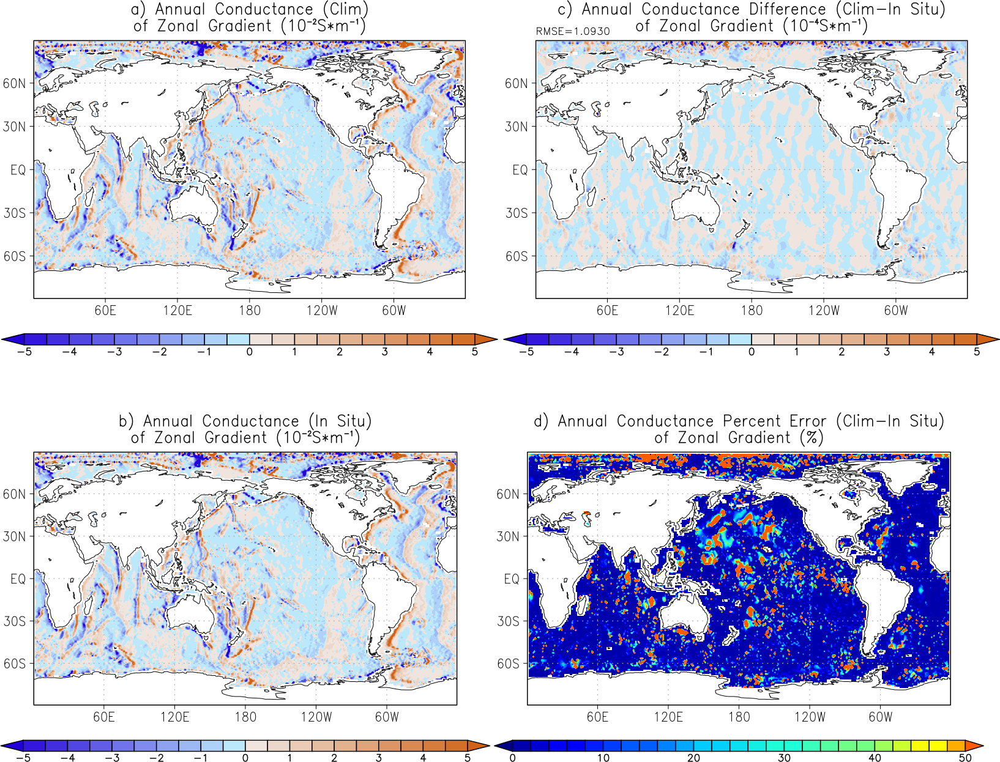 a) Annual Conductance (Clim)
of Zonal Gradient (10⁻²S*m⁻¹)
60N
30N
EQ
30S
60S
60E 120E 180 120W 60W
−5 −4 −3 −2 −1 0 1 2 3 4 5
c) Annual Conductance Difference (Clim−In Situ)
RMSE=1.0930 of Zonal Gradient (10⁻⁴S*m⁻¹)
60N
30N
EQ
30S
60S
60E 120E 180 120W 60W
−5 −4 −3 −2 −1 0 1 2 3 4 5
b) Annual Conductance (In Situ)
of Zonal Gradient (10⁻²S*m⁻¹)
60N
30N
EQ
30S
60S
60E 120E 180 120W 60W
−5 −4 −3 −2 −1 0 1 2 3 4 5
d) Annual Conductance Percent Error (Clim−In Situ)
of Zonal Gradient (%)
60N
30N
EQ
30S
60S
60E 120E 180 120W 60W
0 10 20 30 40 50